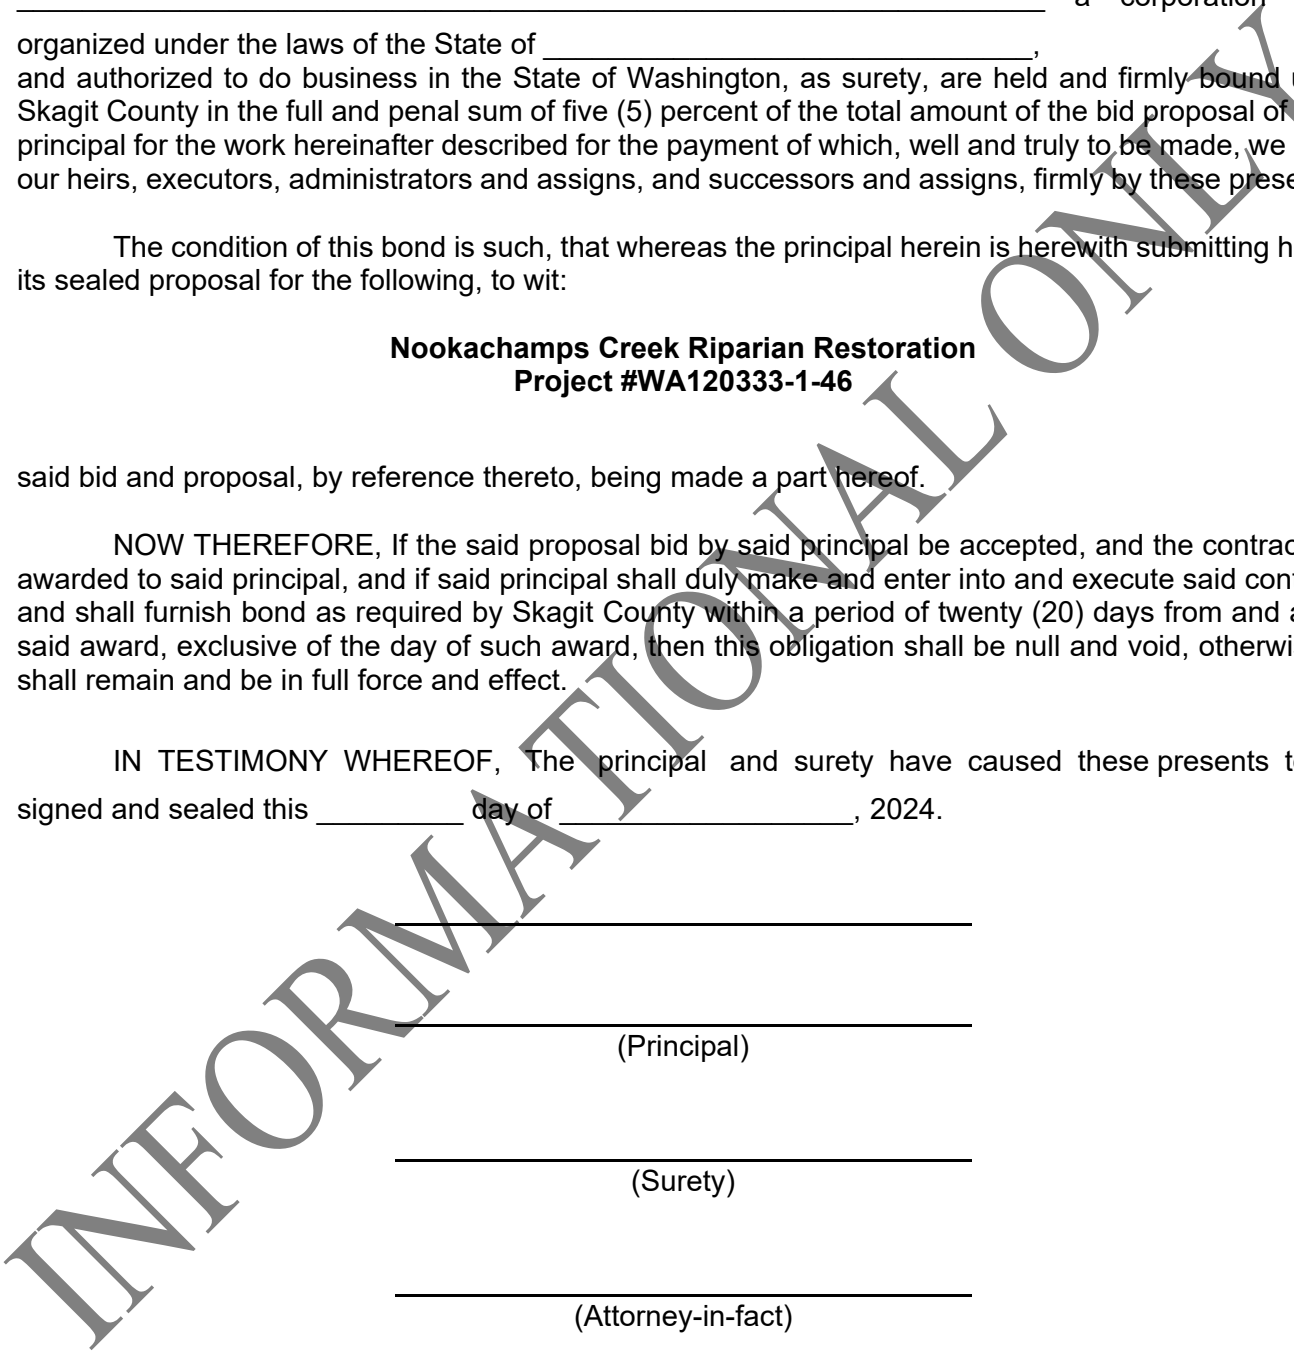 a corporation
organized under the laws of the State of ______________________________,
and authorized to do business in the State of Washington, as surety, are held and firmly bound
Skagit County in the full and penal sum of five (5) percent of the total amount of the bid proposal of
principal for the work hereinafter described for the payment of which, well and truly to be made, we
our heirs, executors, administrators and assigns, and successors and assigns, firmly by these
The condition of this bond is such, that whereas the principal herein is herewith submitting
its sealed proposal for the following, to wit:
Nookachamps Creek Riparian Restoration
Project #WA120333-1-46
said bid and proposal, by reference thereto, being made a part hereof.
NOW THEREFORE, If the said proposal bid by said principal be accepted, and the
awarded to said principal, and if said principal shall duly make and enter into and execute said
and shall furnish bond as required by Skagit County within a period of twenty (20) days from and
said award, exclusive of the day of such award, then this obligation shall be null and void,
shall remain and be in full force and effect.
IN TESTIMONY WHEREOF, The principal and surety have caused these presents
signed and sealed this _________ day of __________________, 2024.
(Principal)
(Surety)
(Attorney-in-fact)
INFORMATIONAL ONLY